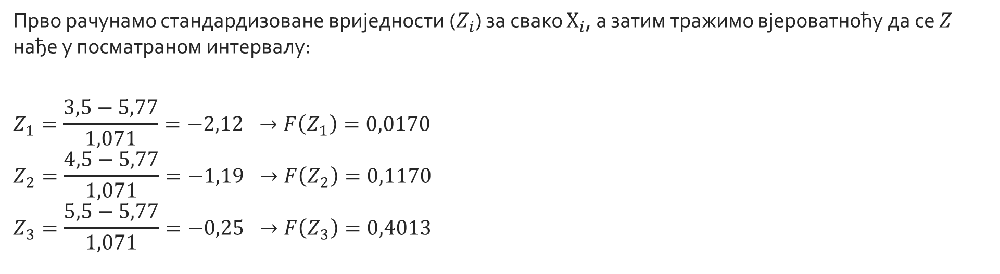 Прво рачунамо стандардизоване вриједности (𝑍ᵢ) за свако Xᵢ, а затим тражимо вјероватноћу да се 𝑍
нађе у посматраном интервалу:
𝑍₁ = (3,5 − 5,77)/1,071 = −2,12 → 𝐹(𝑍₁) = 0,0170
𝑍₂ = (4,5 − 5,77)/1,071 = −1,19 → 𝐹(𝑍₂) = 0,1170
𝑍₃ = (5,5 − 5,77)/1,071 = −0,25 → 𝐹(𝑍₃) = 0,4013